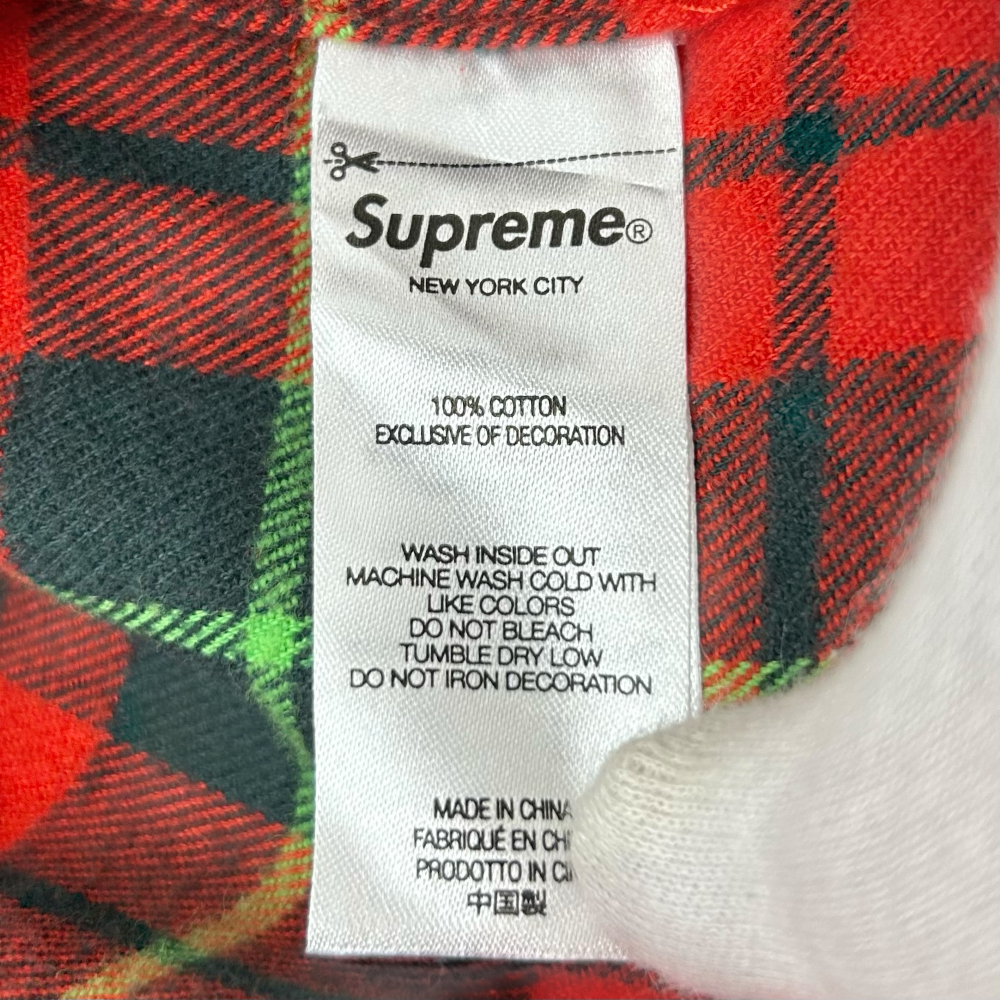 Supreme®
NEW YORK CITY
100% COTTON
EXCLUSIVE OF DECORATION
WASH INSIDE OUT
MACHINE WASH COLD WITH
LIKE COLORS
DO NOT BLEACH
TUMBLE DRY LOW
DO NOT IRON DECORATION
MADE IN CHINA
FABRIQUÉ EN
PRODOTTO IN
中国製